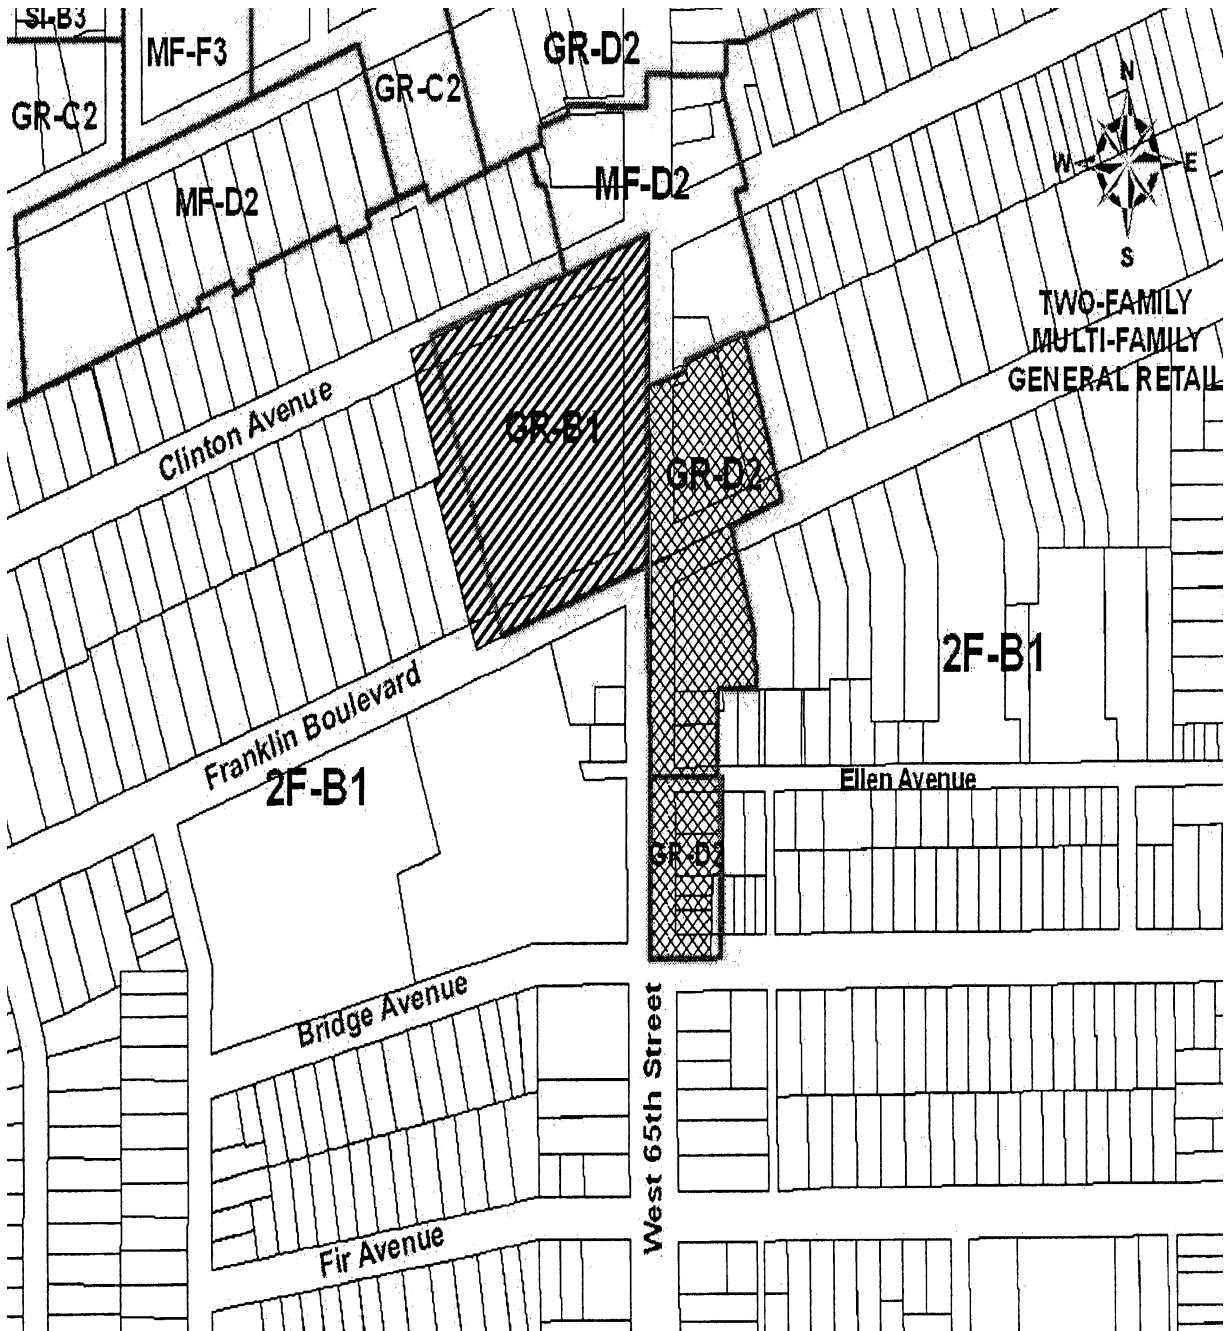 SI-B3
MF-F3
GR-D2
GR-C2
GR-C2
N
W
E
S
MF-D2
MF-D2
TWO-FAMILY
MULTI-FAMILY
GENERAL RETAIL
Clinton Avenue
GR-B1
GR-D2
2F-B1
Franklin Boulevard
2F-B1
Ellen Avenue
Bridge Avenue
West 65th Street
Fir Avenue